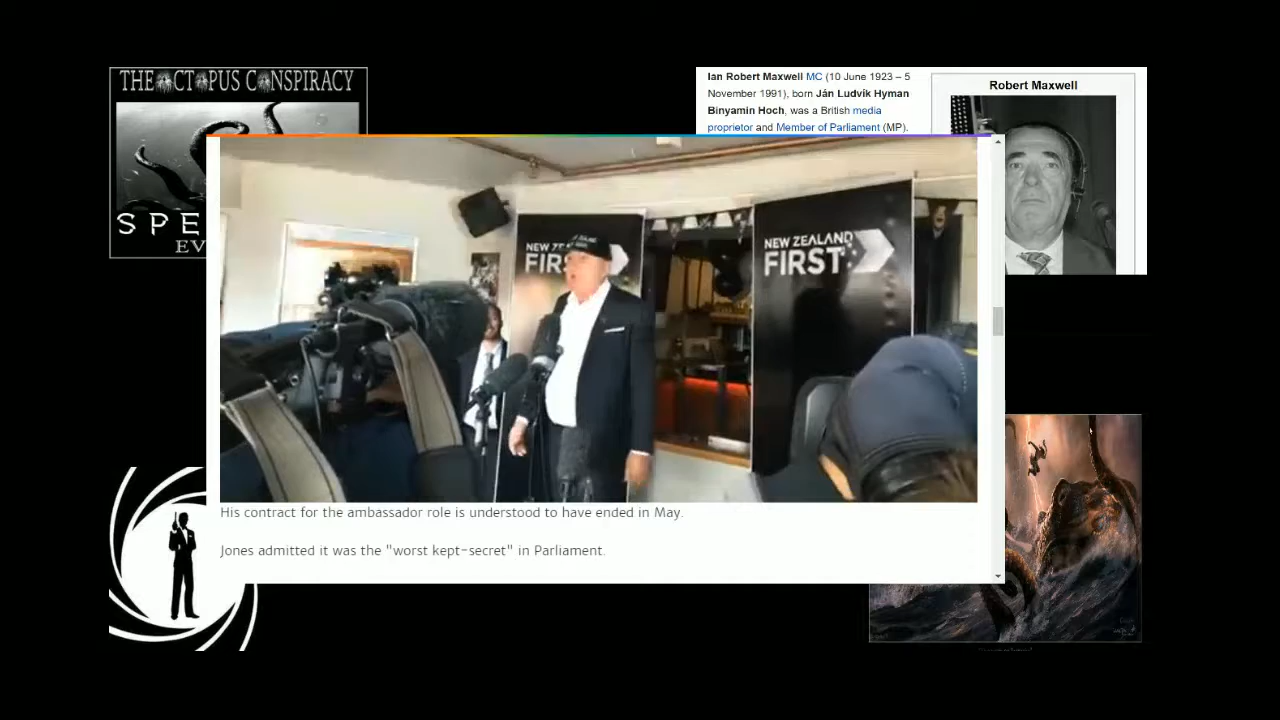 THE OCTOPUS CONSPIRACY
SPE
EV
Ian Robert Maxwell MC (10 June 1923 – 5
November 1991), born Ján Ludvík Hyman
Binyamin Hoch, was a British media
proprietor and Member of Parliament (MP).
Robert Maxwell
NEW ZE
FIRS
NEW ZEALAND
FIRST
His contract for the ambassador role is understood to have ended in May.
Jones admitted it was the "worst kept-secret" in Parliament.